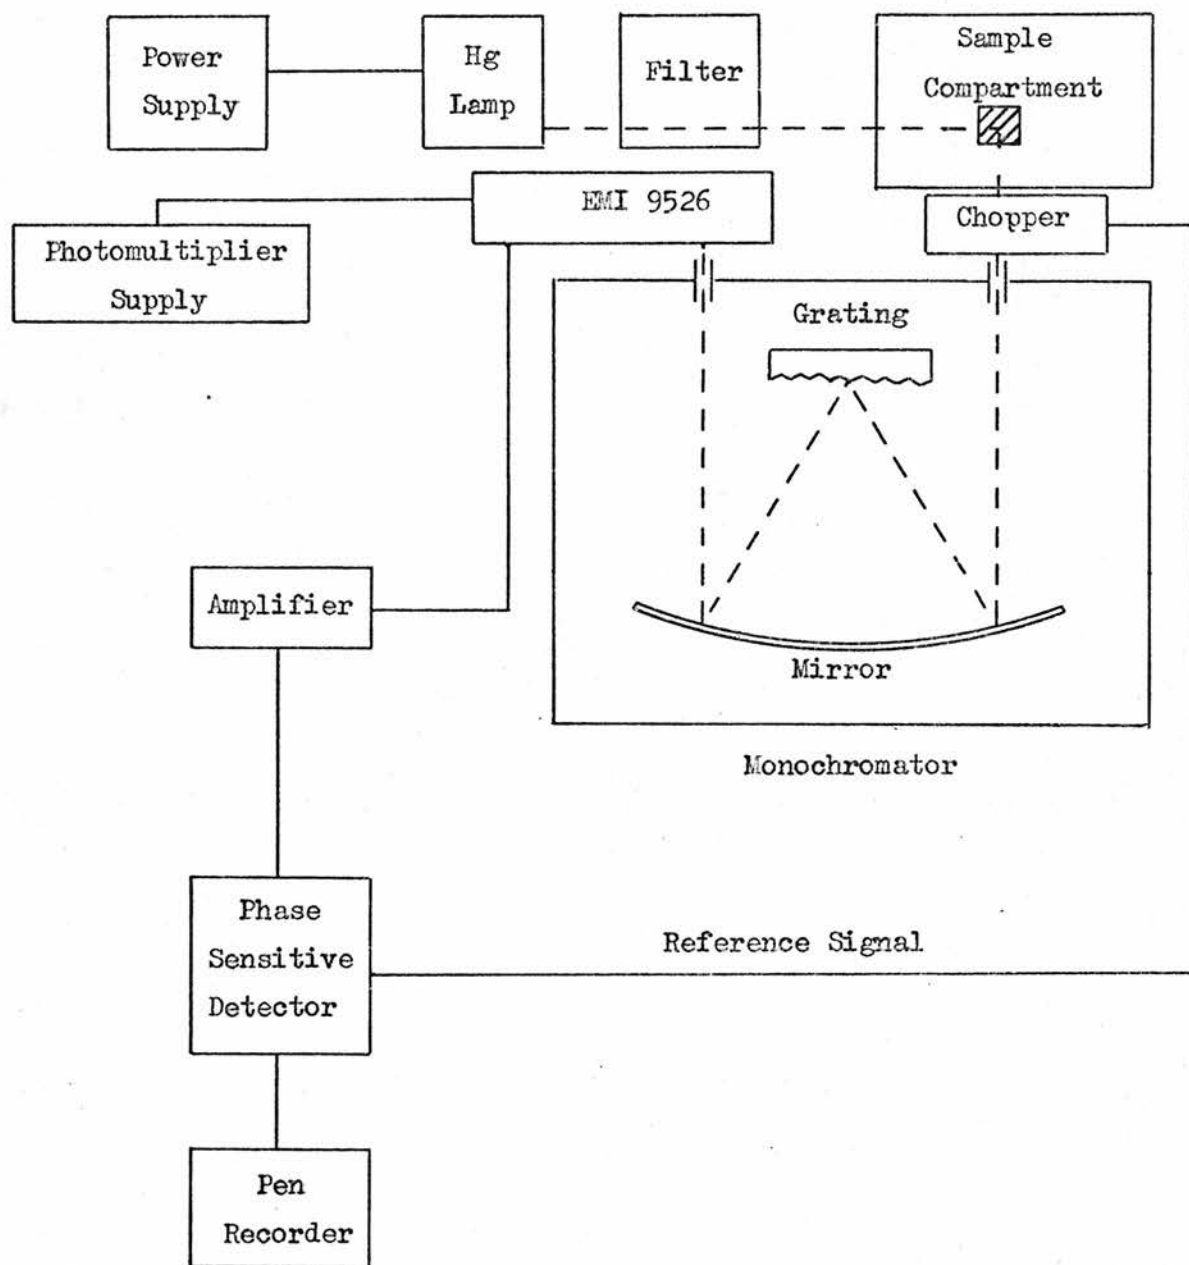 Power
Supply
Hg
Lamp
Filter
Sample
Compartment
EMI 9526
Chopper
Photomultiplier
Supply
Grating
Amplifier
Mirror
Monochromator
Phase
Sensitive
Detector
Reference Signal
Pen
Recorder